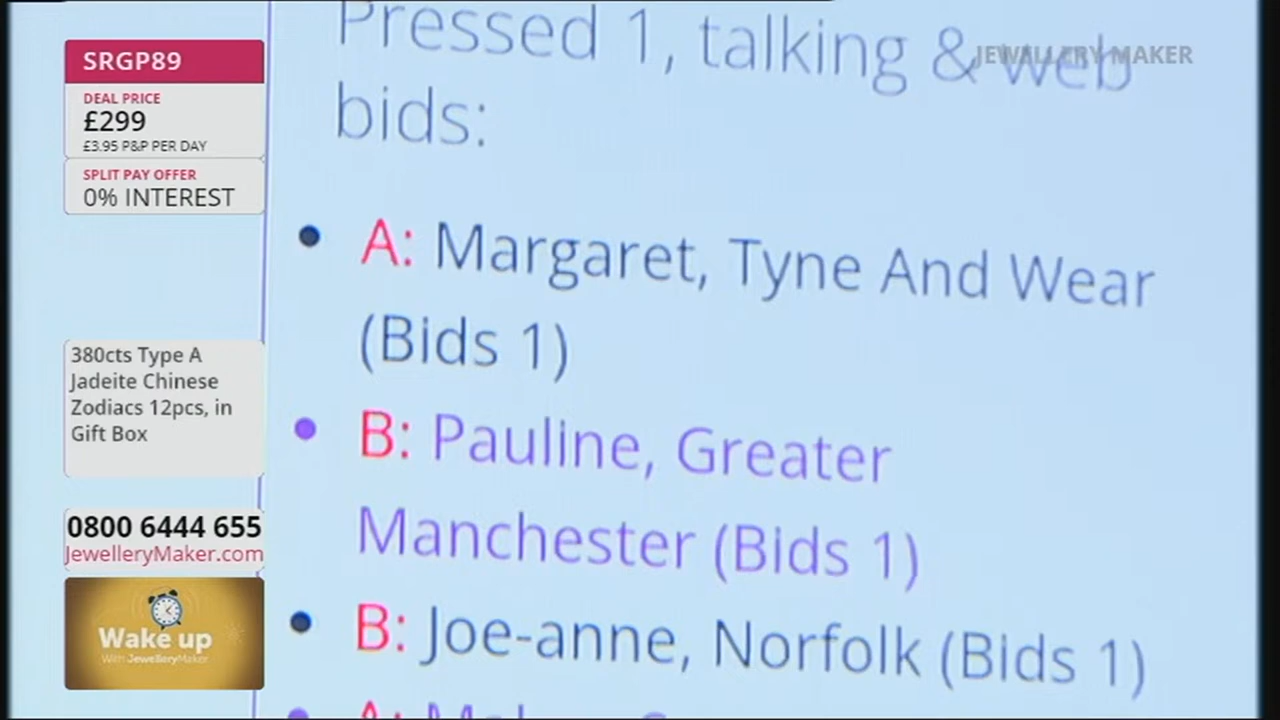 SRGP89
DEAL PRICE
£299
£3.95 P&P PER DAY
SPLIT PAY OFFER
0% INTEREST
380cts Type A
Jadeite Chinese
Zodiacs 12pcs, in
Gift Box
0800 6444 655
JewelleryMaker.com
Wake up
With JewelleryMaker
JEWELLERY MAKER
Pressed 1, talking & web
bids:
A: Margaret, Tyne And Wear
(Bids 1)
B: Pauline, Greater
Manchester (Bids 1)
B: Joe-anne, Norfolk (Bids 1)
A: